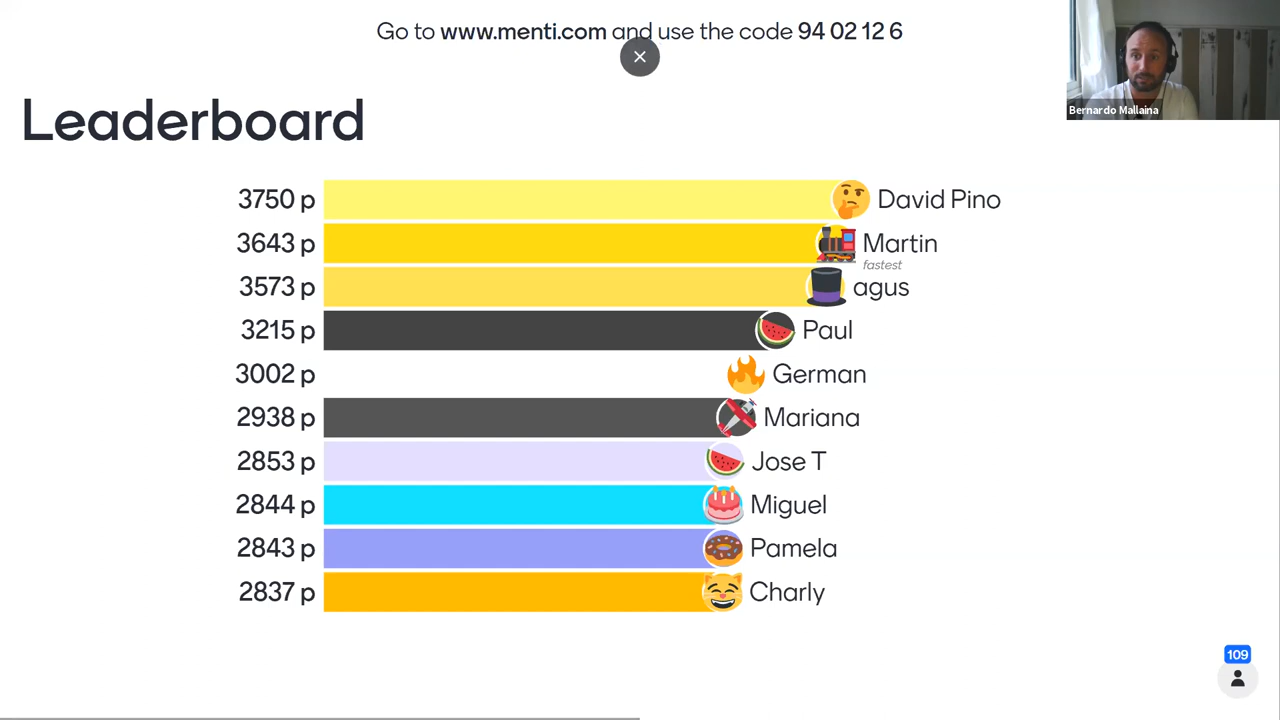 Go to www.menti.com and use the code 94 02 12 6
Bernardo Mallaina
Leaderboard
3750 p David Pino
3643 p Martin
fastest
3573 p agus
3215 p Paul
3002 p German
2938 p Mariana
2853 p Jose T
2844 p Miguel
2843 p Pamela
2837 p Charly
109